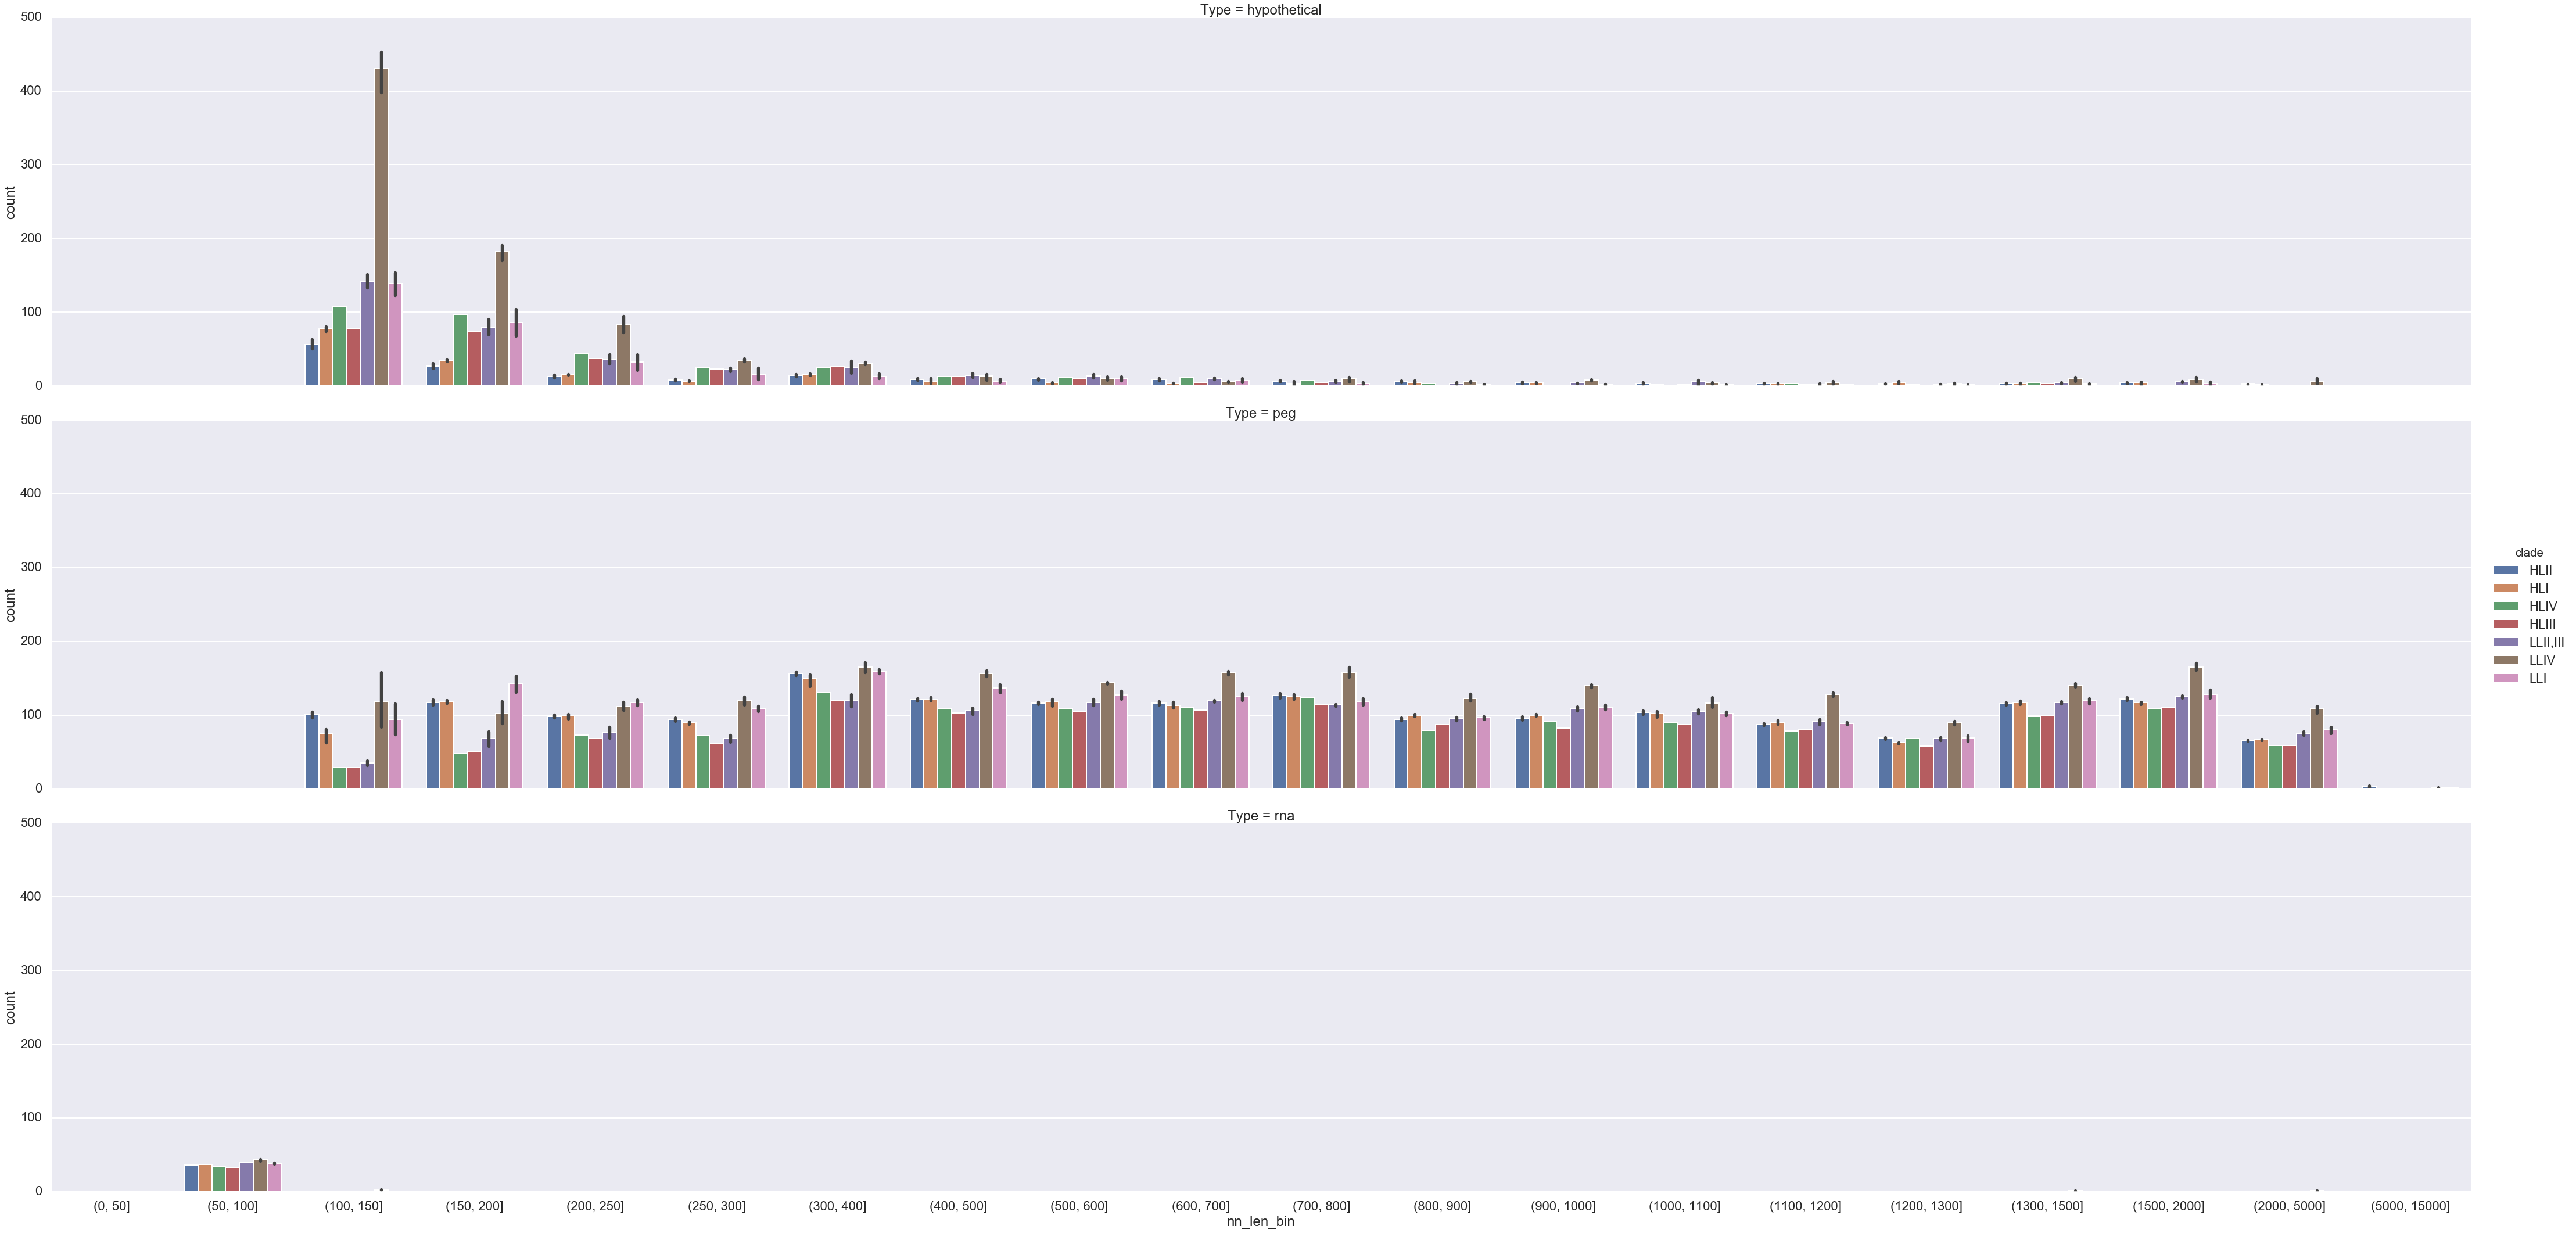 Type = hypothetical
500
400
300
200
100
0
count
Type = peg
500
400
300
200
100
0
count
clade
HLII
HLI
HLIV
HLIII
LLII,III
LLIV
LLI
Type = rna
500
400
300
200
100
0
count
(0, 50] (50, 100] (100, 150] (150, 200] (200, 250] (250, 300] (300, 400] (400, 500] (500, 600] (600, 700] (700, 800] (800, 900] (900, 1000] (1000, 1100] (1100, 1200] (1200, 1300] (1300, 1500] (1500, 2000] (2000, 5000] (5000, 15000]
nn_len_bin